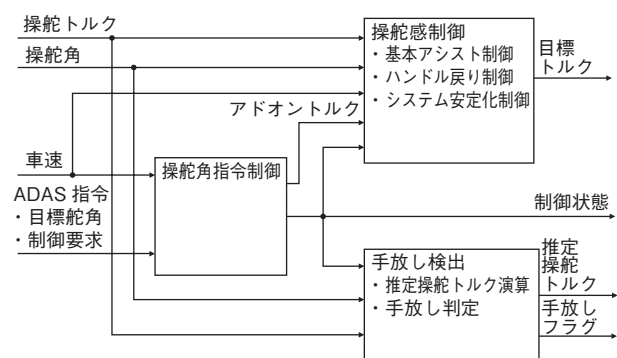 操舵トルク
操舵角
車速
ADAS 指令
・目標舵角
・制御要求
アドオントルク
操舵角指令制御
操舵感制御
・基本アシスト制御
・ハンドル戻り制御
・システム安定化制御
目標
トルク
制御状態
手放し検出
・推定操舵トルク演算
・手放し判定
推定
操舵
トルク
手放し
フラグ